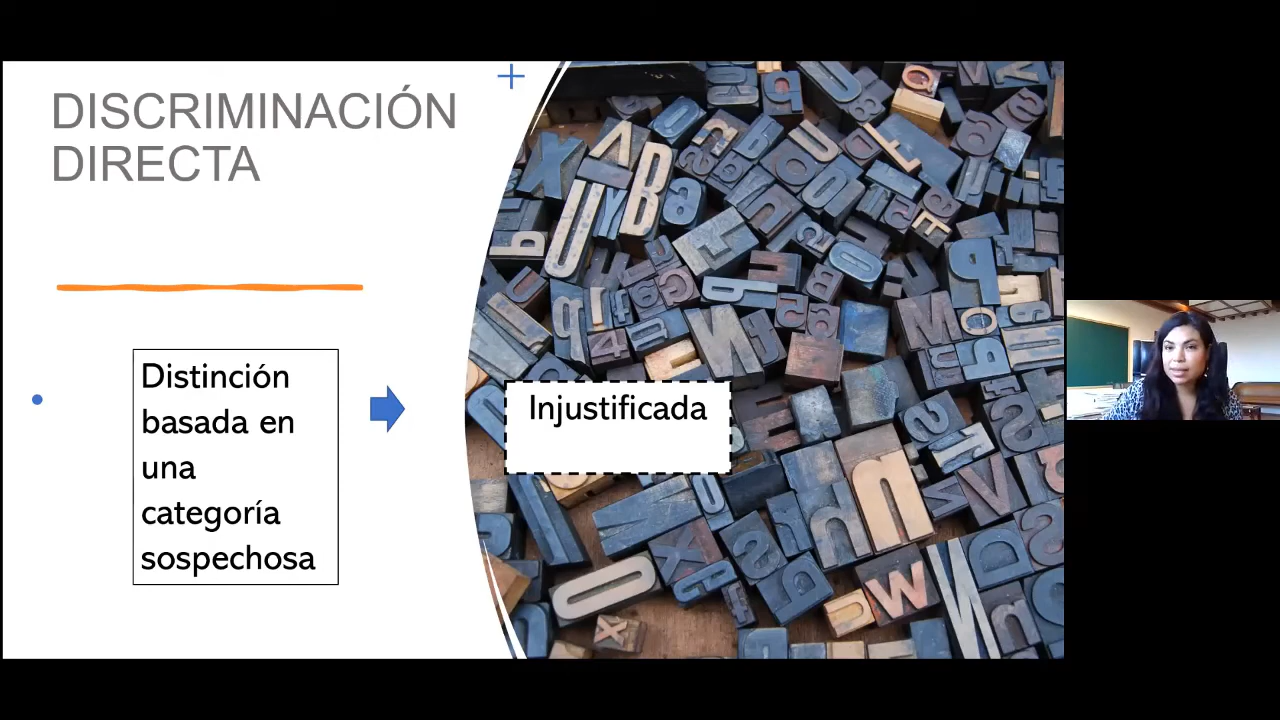 DISCRIMINACIÓN
DIRECTA
Distinción
basada en
una
categoría
sospechosa
Injustificada